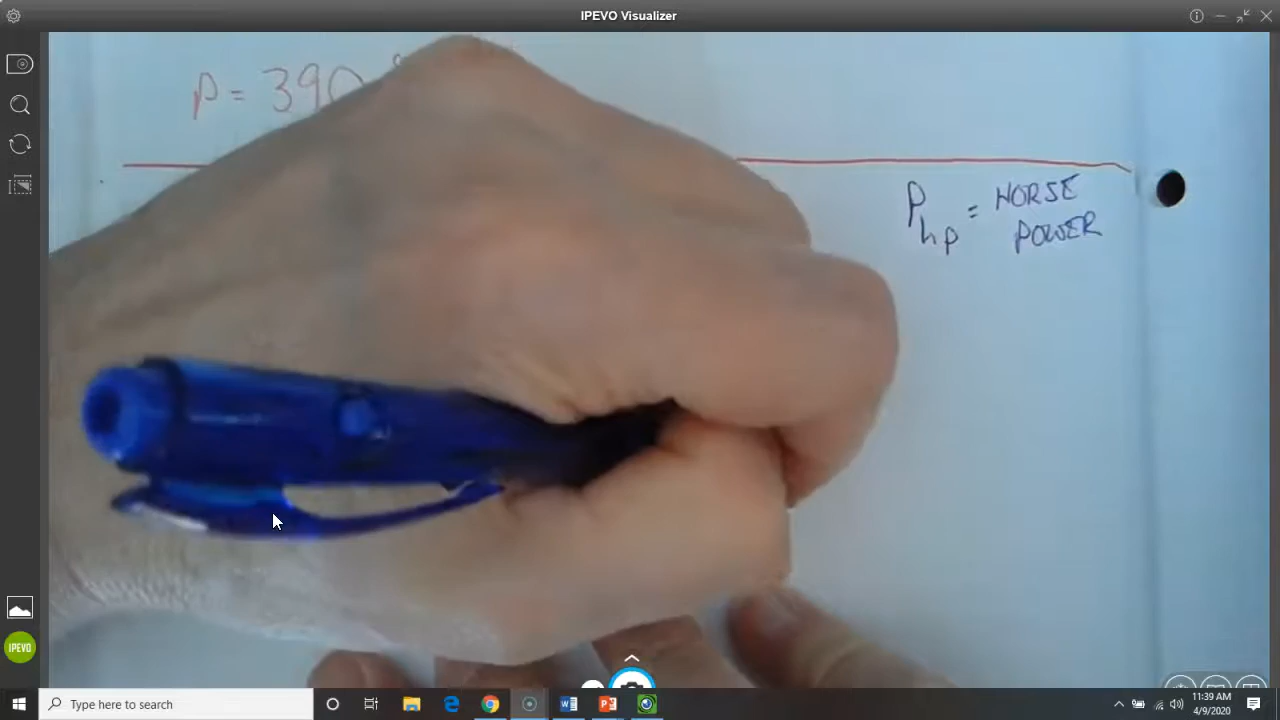 IPEVO Visualizer
P = 390
P hp = HORSE
POWER
IPEVO
Type here to search
11:39 AM
4/9/2020